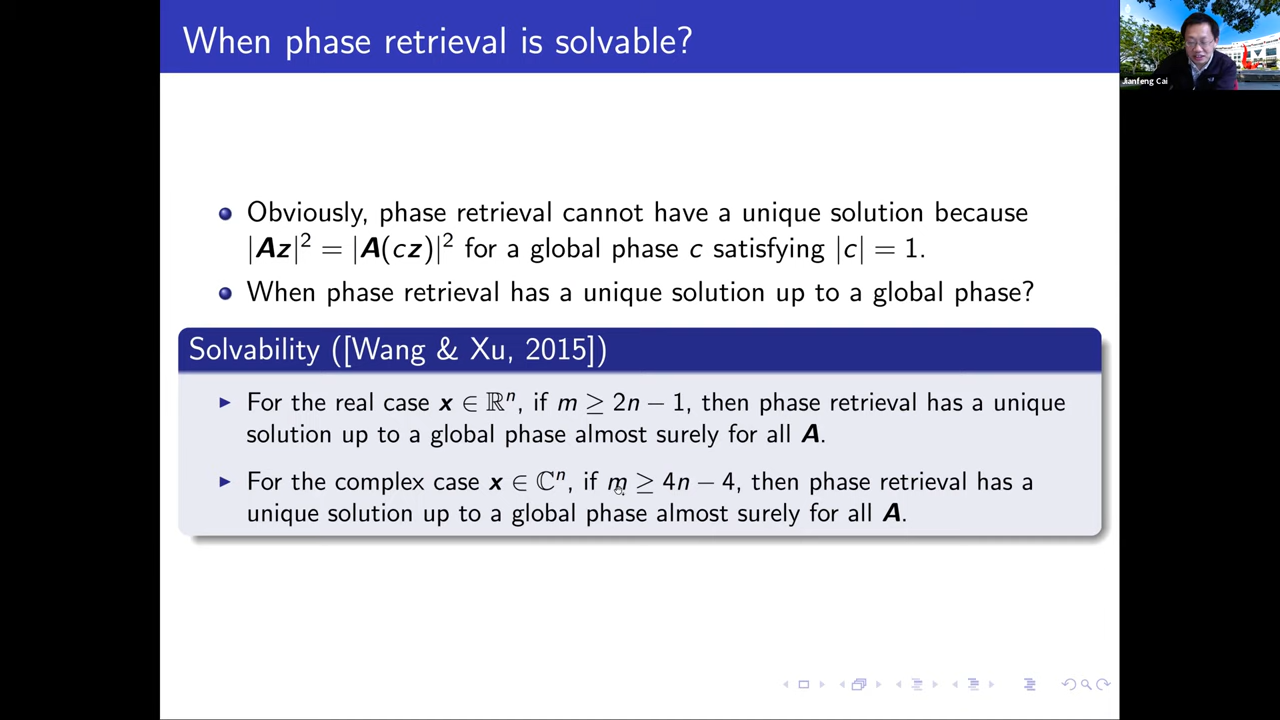 When phase retrieval is solvable?
Jianfeng Cai
Obviously, phase retrieval cannot have a unique solution because
|Az|² = |A(cz)|² for a global phase c satisfying |c| = 1.
When phase retrieval has a unique solution up to a global phase?
Solvability ([Wang & Xu, 2015])
For the real case x ∈ ℝⁿ, if m ≥ 2n − 1, then phase retrieval has a unique
solution up to a global phase almost surely for all A.
For the complex case x ∈ ℂⁿ, if m ≥ 4n − 4, then phase retrieval has a
unique solution up to a global phase almost surely for all A.